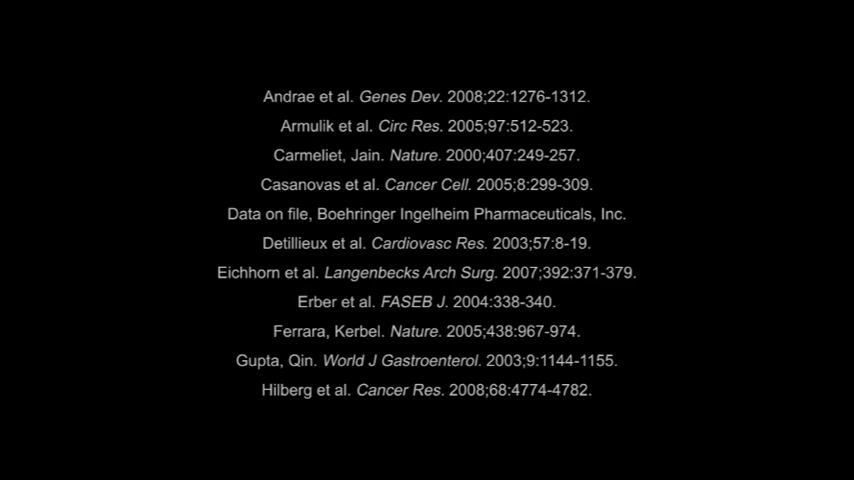 Andrae et al. Genes Dev. 2008;22:1276-1312.
Armulik et al. Circ Res. 2005;97:512-523.
Carmeliet, Jain. Nature. 2000;407:249-257.
Casanovas et al. Cancer Cell. 2005;8:299-309.
Data on file, Boehringer Ingelheim Pharmaceuticals, Inc.
Detillieux et al. Cardiovasc Res. 2003;57:8-19.
Eichhorn et al. Langenbecks Arch Surg. 2007;392:371-379.
Erber et al. FASEB J. 2004:338-340.
Ferrara, Kerbel. Nature. 2005;438:967-974.
Gupta, Qin. World J Gastroenterol. 2003;9:1144-1155.
Hilberg et al. Cancer Res. 2008;68:4774-4782.